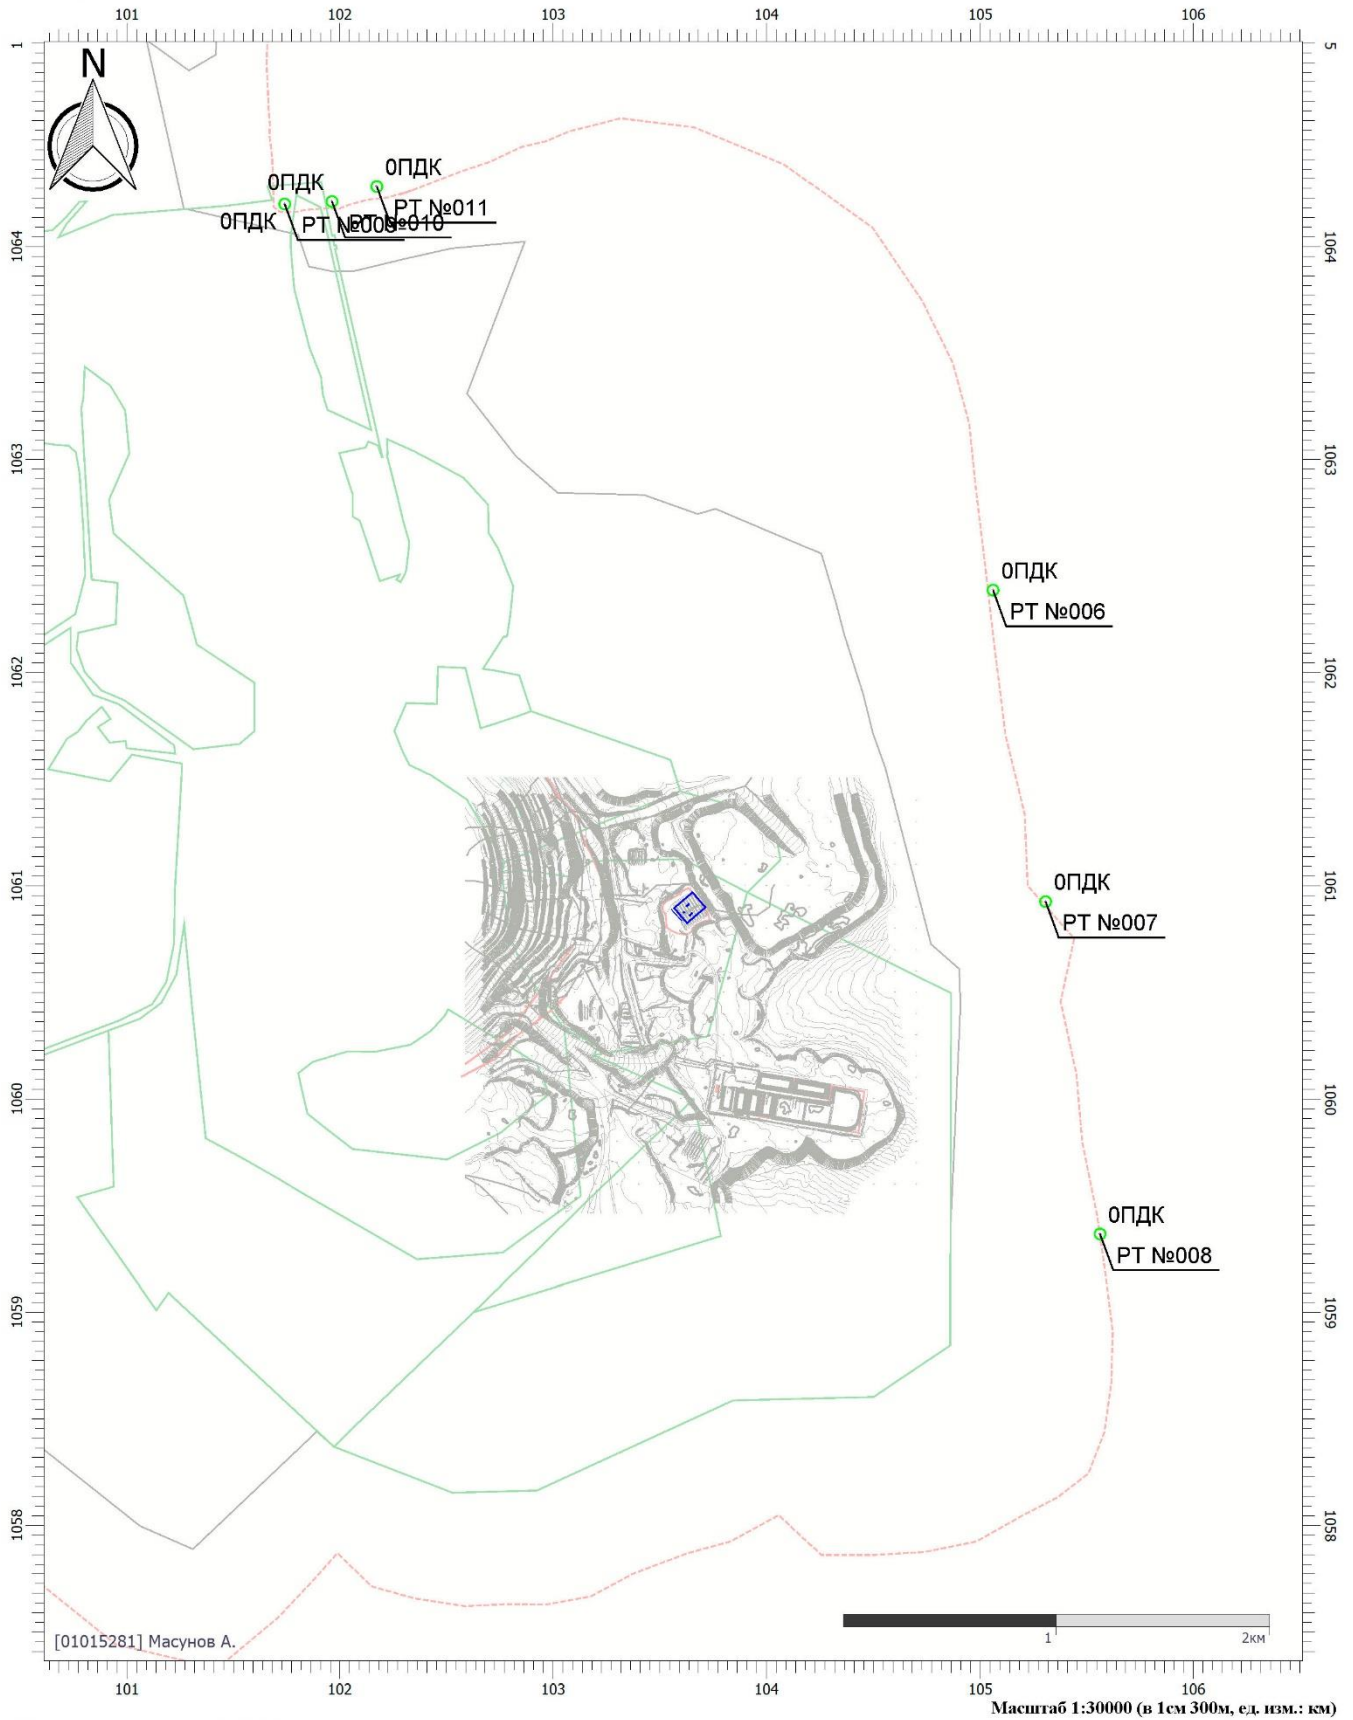 101 102 103 104 105 106
1 5
N
0ПДК
0ПДК
РТ №011
0ПДК РТ №009 РТ №010
1064 1064
1063 1063
0ПДК
РТ №006
1062 1062
0ПДК
1061 1061
РТ №007
1060 1060
0ПДК
РТ №008
1059 1059
1058 1058
[01015281] Масунов А.
1 2км
101 102 103 104 105 106
Масштаб 1:30000 (в 1см 300м, ед. изм.: км)